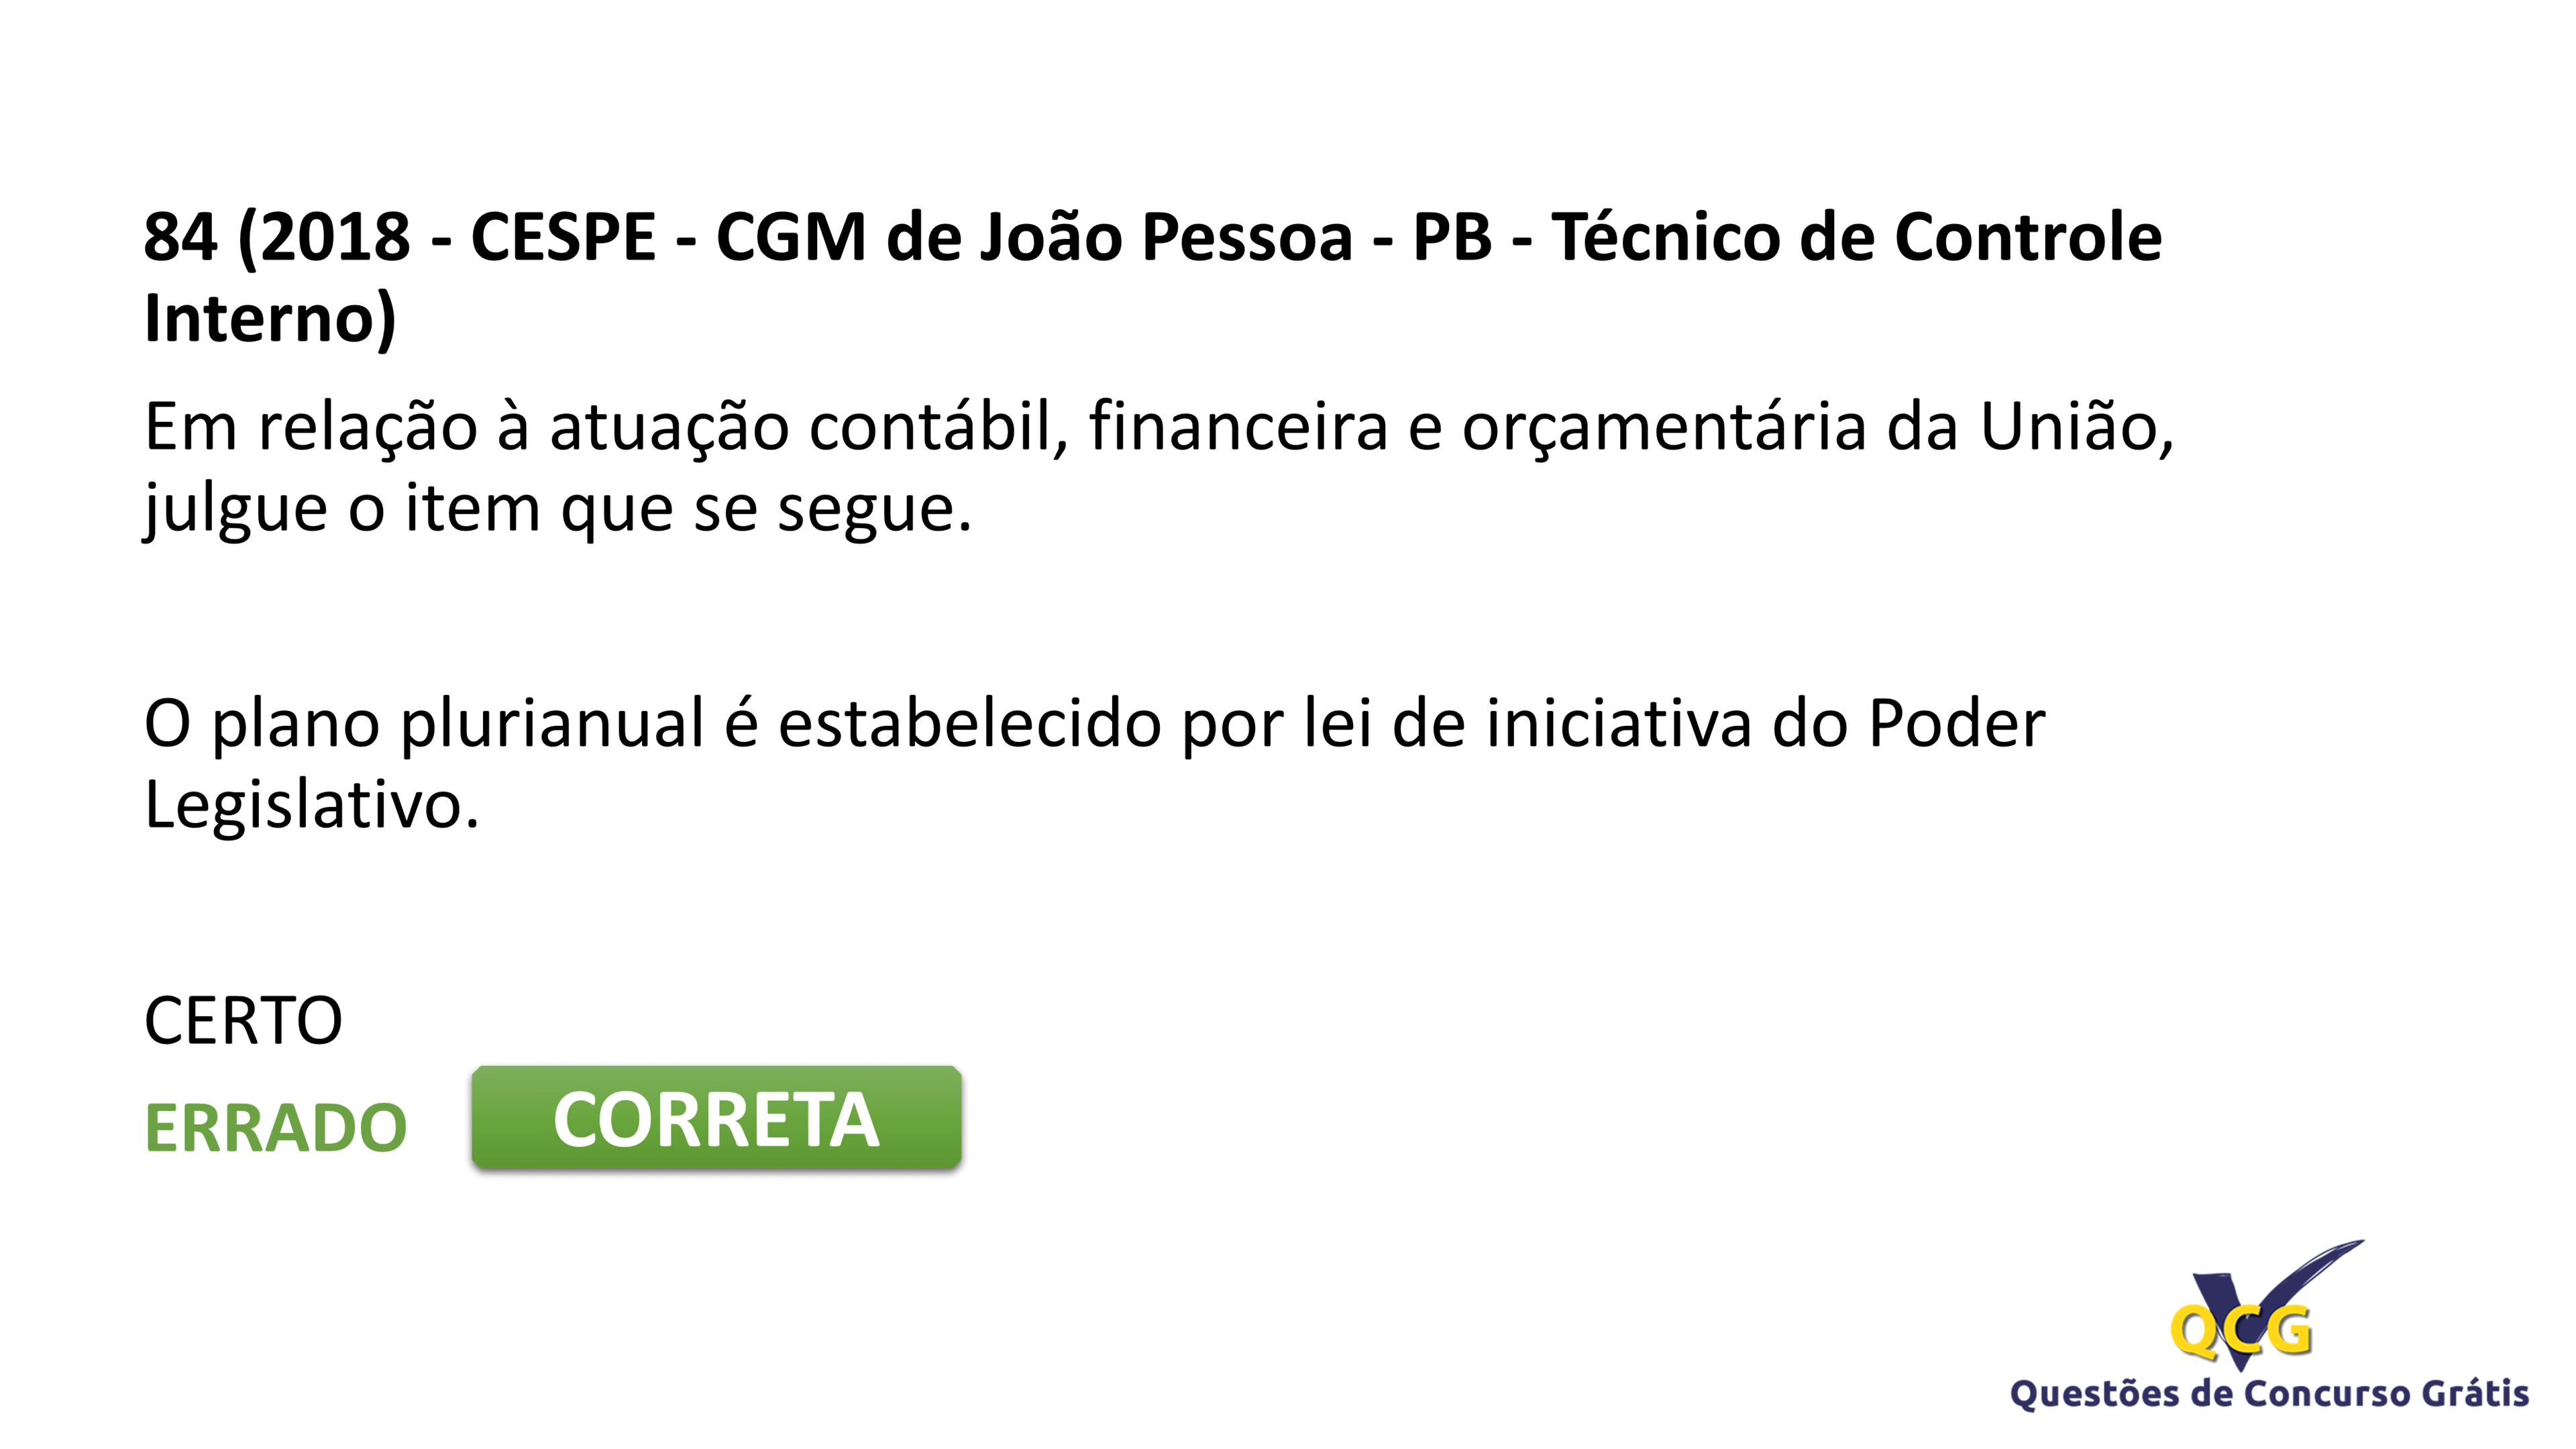 84 (2018 - CESPE - CGM de João Pessoa - PB - Técnico de Controle
Interno)
Em relação à atuação contábil, financeira e orçamentária da União,
julgue o item que se segue.
O plano plurianual é estabelecido por lei de iniciativa do Poder
Legislativo.
CERTO
ERRADO CORRETA
QCG
Questões de Concurso Grátis